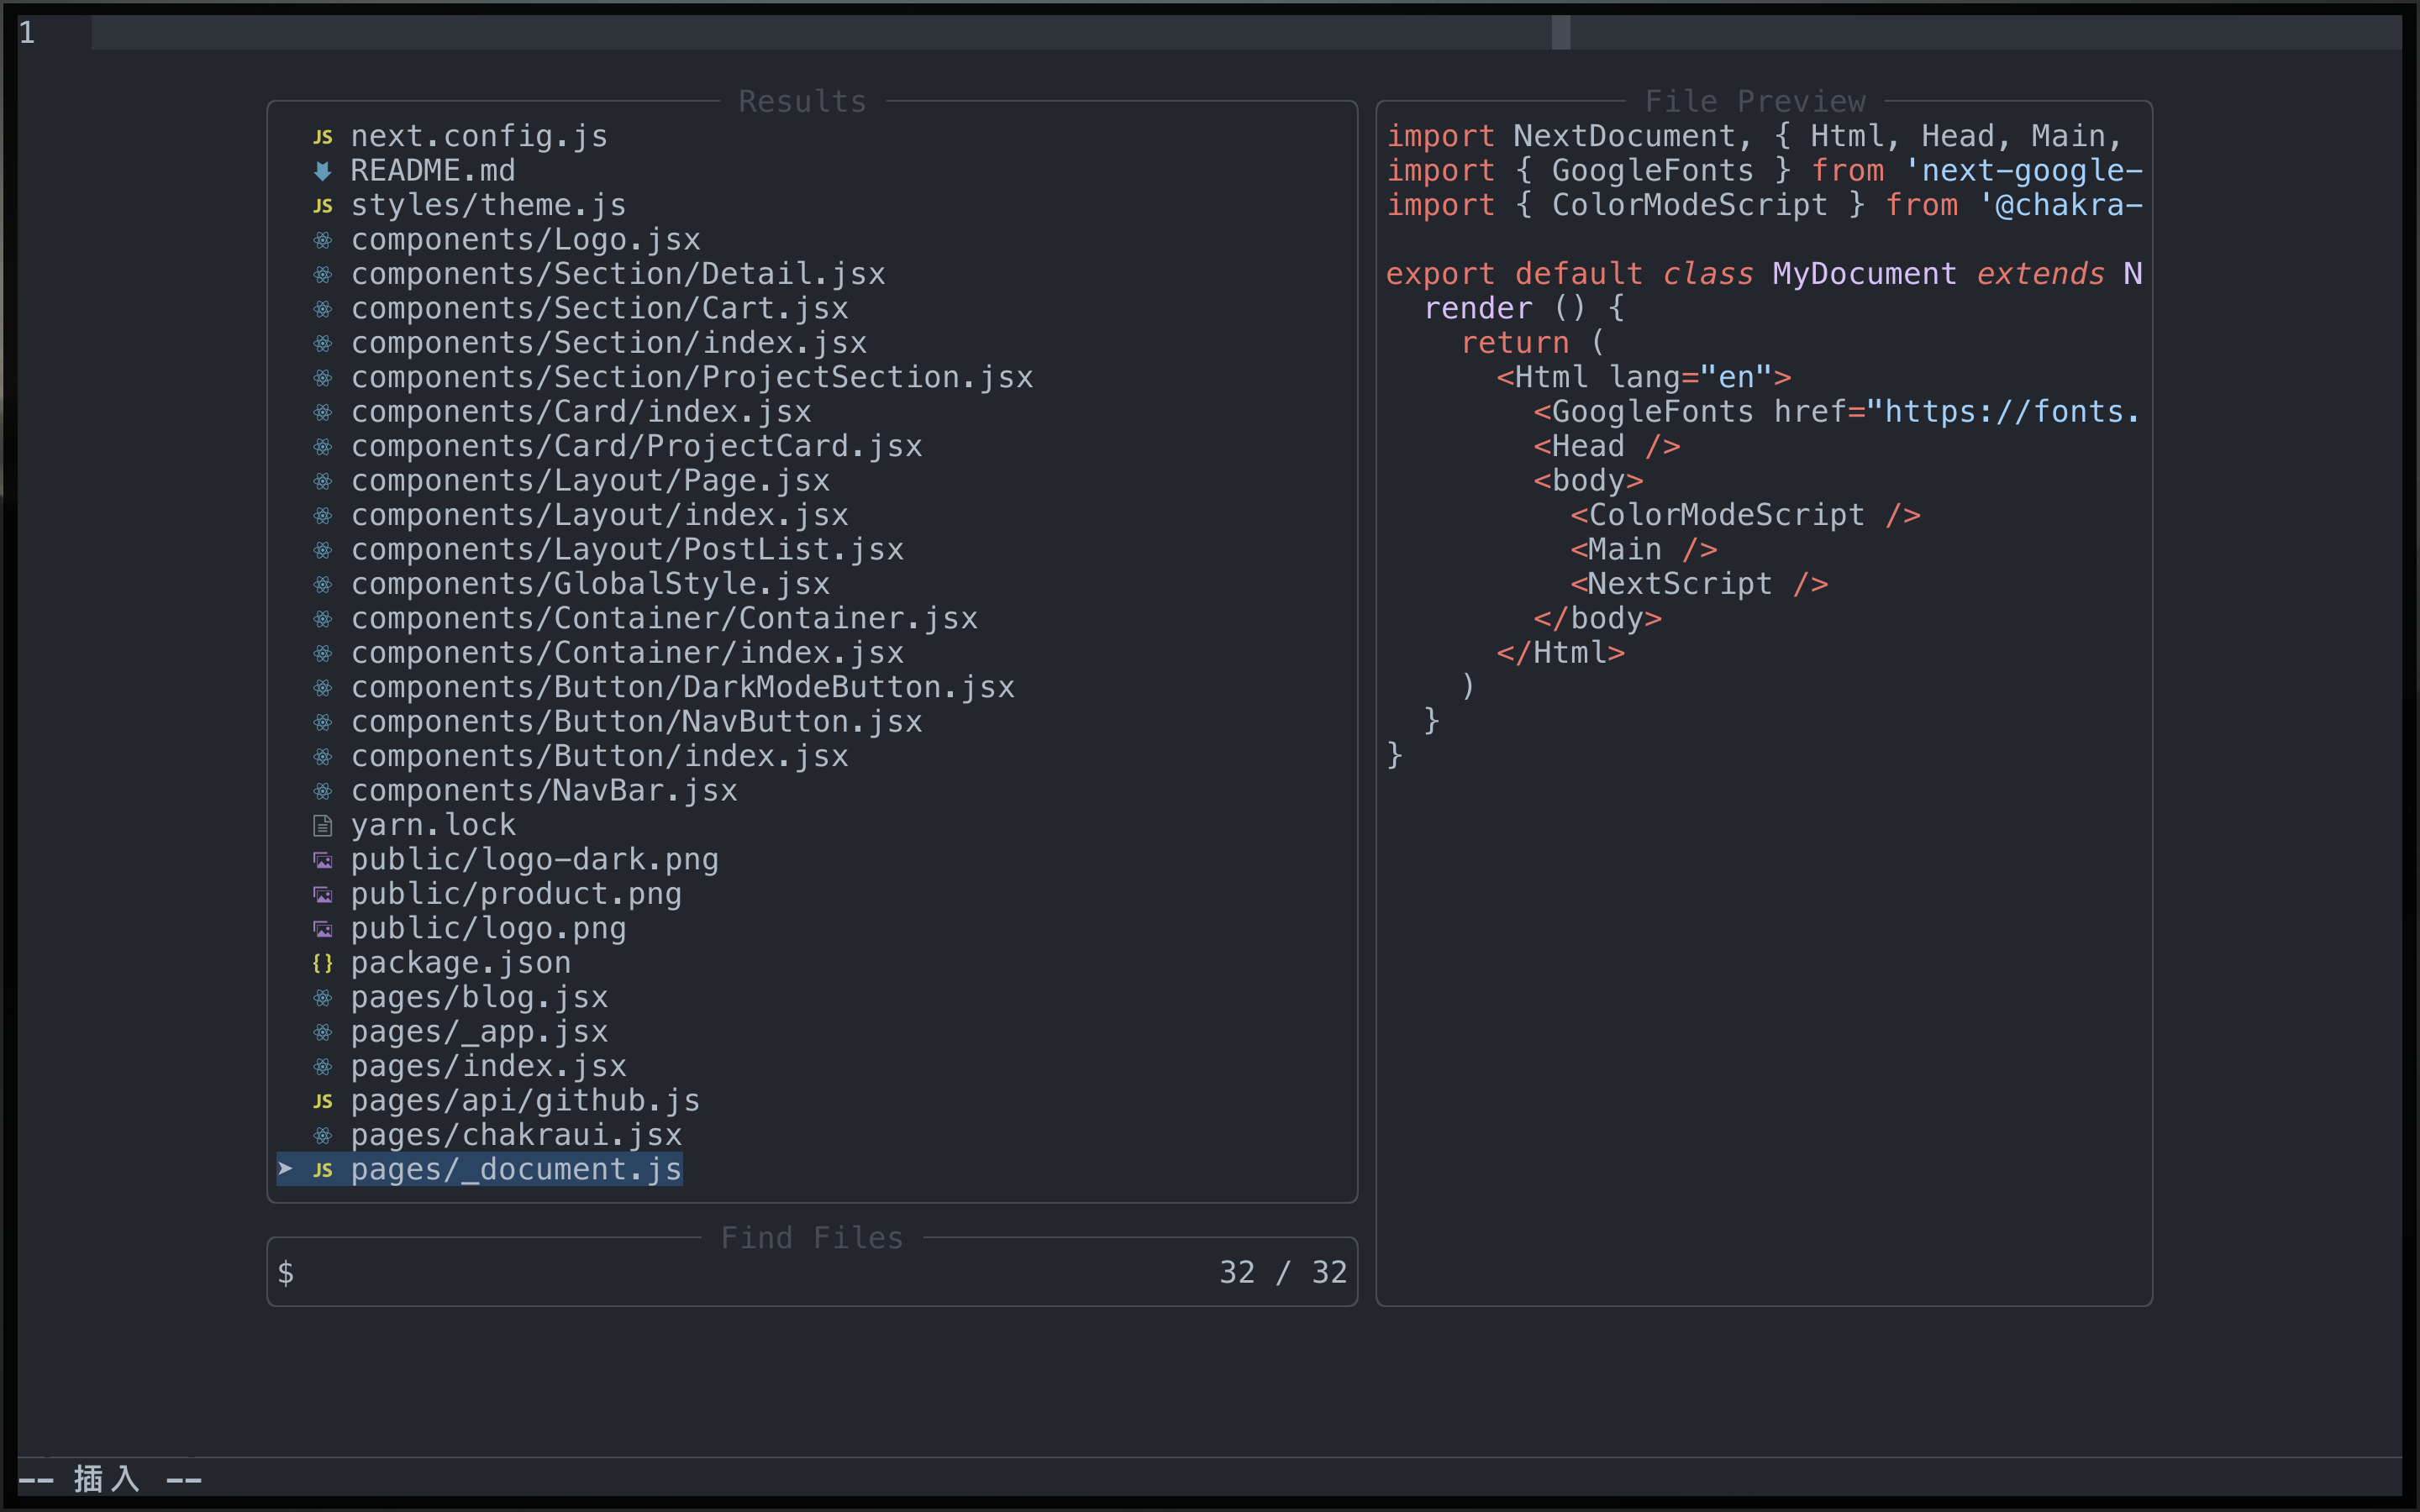 1
Results
next.config.js
README.md
styles/theme.js
components/Logo.jsx
components/Section/Detail.jsx
components/Section/Cart.jsx
components/Section/index.jsx
components/Section/ProjectSection.jsx
components/Card/index.jsx
components/Card/ProjectCard.jsx
components/Layout/Page.jsx
components/Layout/index.jsx
components/Layout/PostList.jsx
components/GlobalStyle.jsx
components/Container/Container.jsx
components/Container/index.jsx
components/Button/DarkModeButton.jsx
components/Button/NavButton.jsx
components/Button/index.jsx
components/NavBar.jsx
yarn.lock
public/logo-dark.png
public/product.png
public/logo.png
package.json
pages/blog.jsx
pages/_app.jsx
pages/index.jsx
pages/api/github.js
pages/chakraui.jsx
➤ pages/_document.js
Find Files
$ 32 / 32
File Preview
import NextDocument, { Html, Head, Main,
import { GoogleFonts } from 'next-google-
import { ColorModeScript } from '@chakra-
export default class MyDocument extends N
  render () {
    return (
      <Html lang="en">
        <GoogleFonts href="https://fonts.
        <Head />
        <body>
          <ColorModeScript />
          <Main />
          <NextScript />
        </body>
      </Html>
    )
  }
}
-- 插入 --